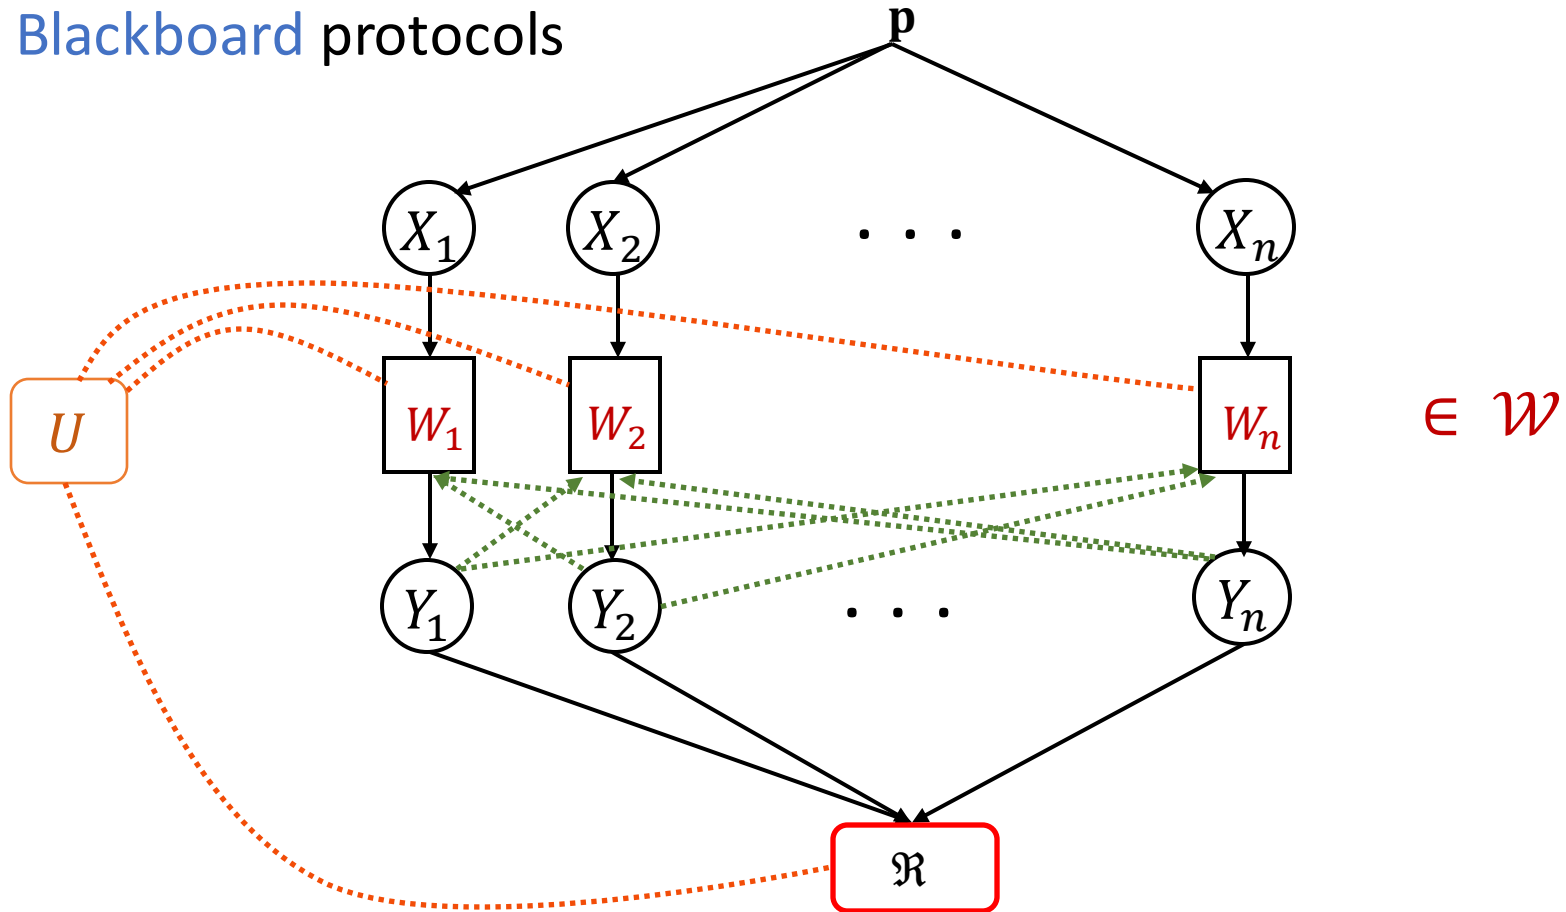 Blackboard protocols
p
X₁ X₂ . . . Xₙ
U W₁ W₂ Wₙ ∈ 𝒲
Y₁ Y₂ . . . Yₙ
ℜ